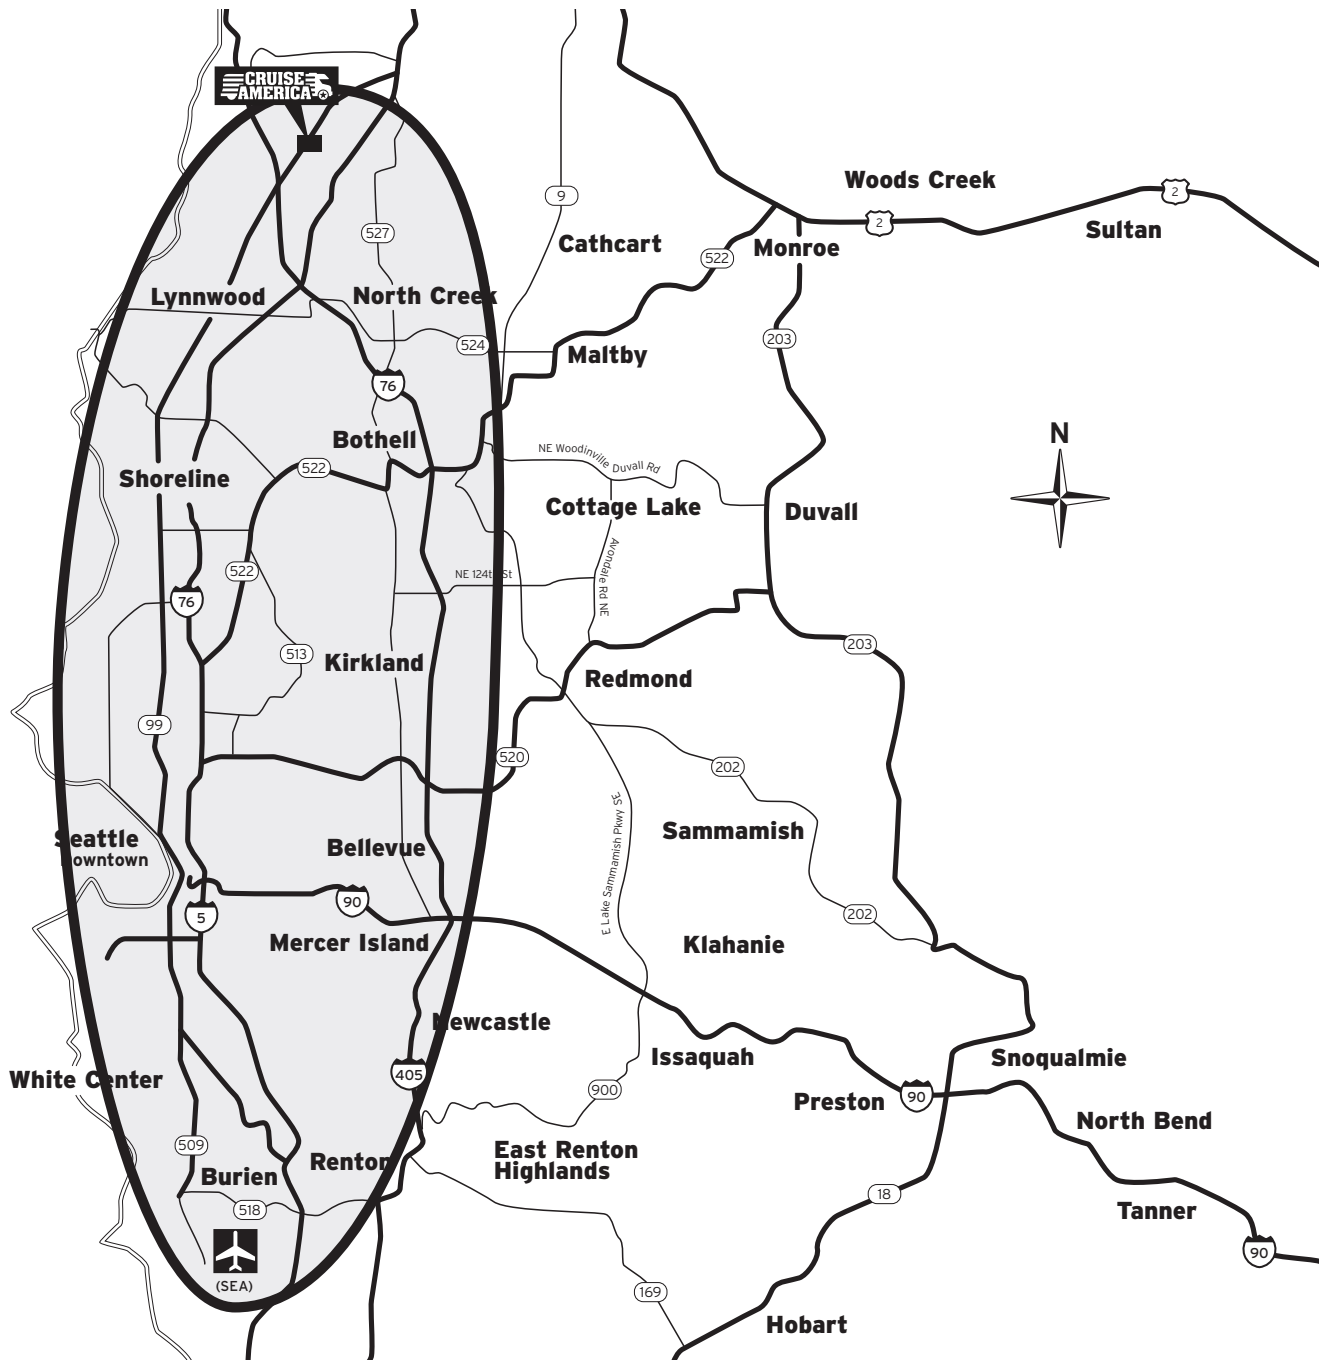 CRUISE
AMERICA
Woods Creek
2
9
2
527
Sultan
Cathcart
Monroe
522
Lynnwood
North Creek
203
524
Maltby
76
Bothell
N
NE Woodinville Duvall Rd
522
Shoreline
Cottage Lake
Duvall
522
NE 124th St
Avondale Rd NE
76
203
513
Kirkland
Redmond
99
520
202
E Lake Sammamish Pkwy SE
Seattle
Downtown
Sammamish
Bellevue
90
5
202
Mercer Island
Klahanie
Newcastle
Issaquah
Snoqualmie
405
White Center
900
90
Preston
North Bend
509
East Renton
Highlands
Renton
Burien
18
518
Tanner
90
(SEA)
169
Hobart